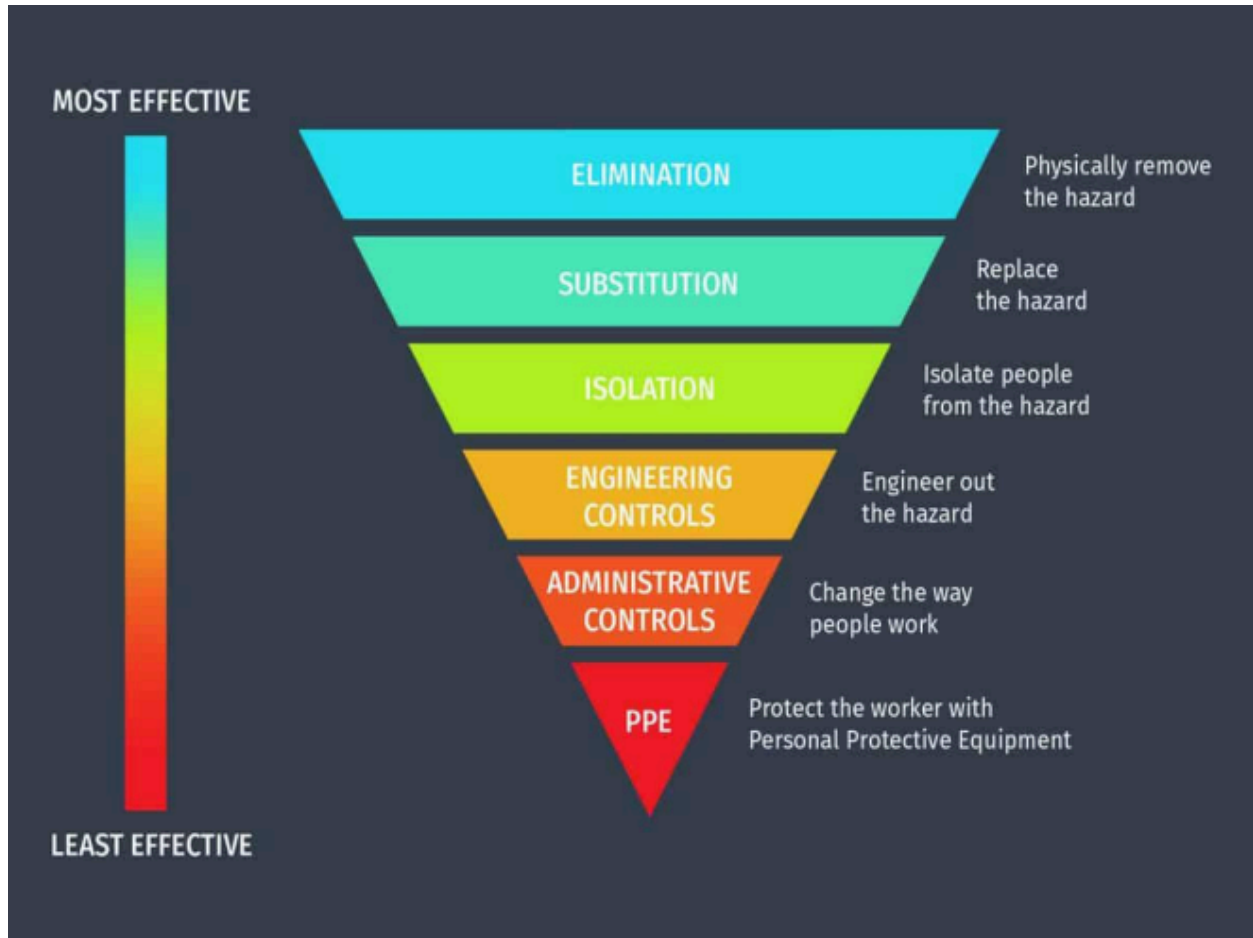 MOST EFFECTIVE
ELIMINATION
Physically remove
the hazard
SUBSTITUTION
Replace
the hazard
ISOLATION
Isolate people
from the hazard
ENGINEERING
CONTROLS
Engineer out
the hazard
ADMINISTRATIVE
CONTROLS
Change the way
people work
PPE
Protect the worker with
Personal Protective Equipment
LEAST EFFECTIVE